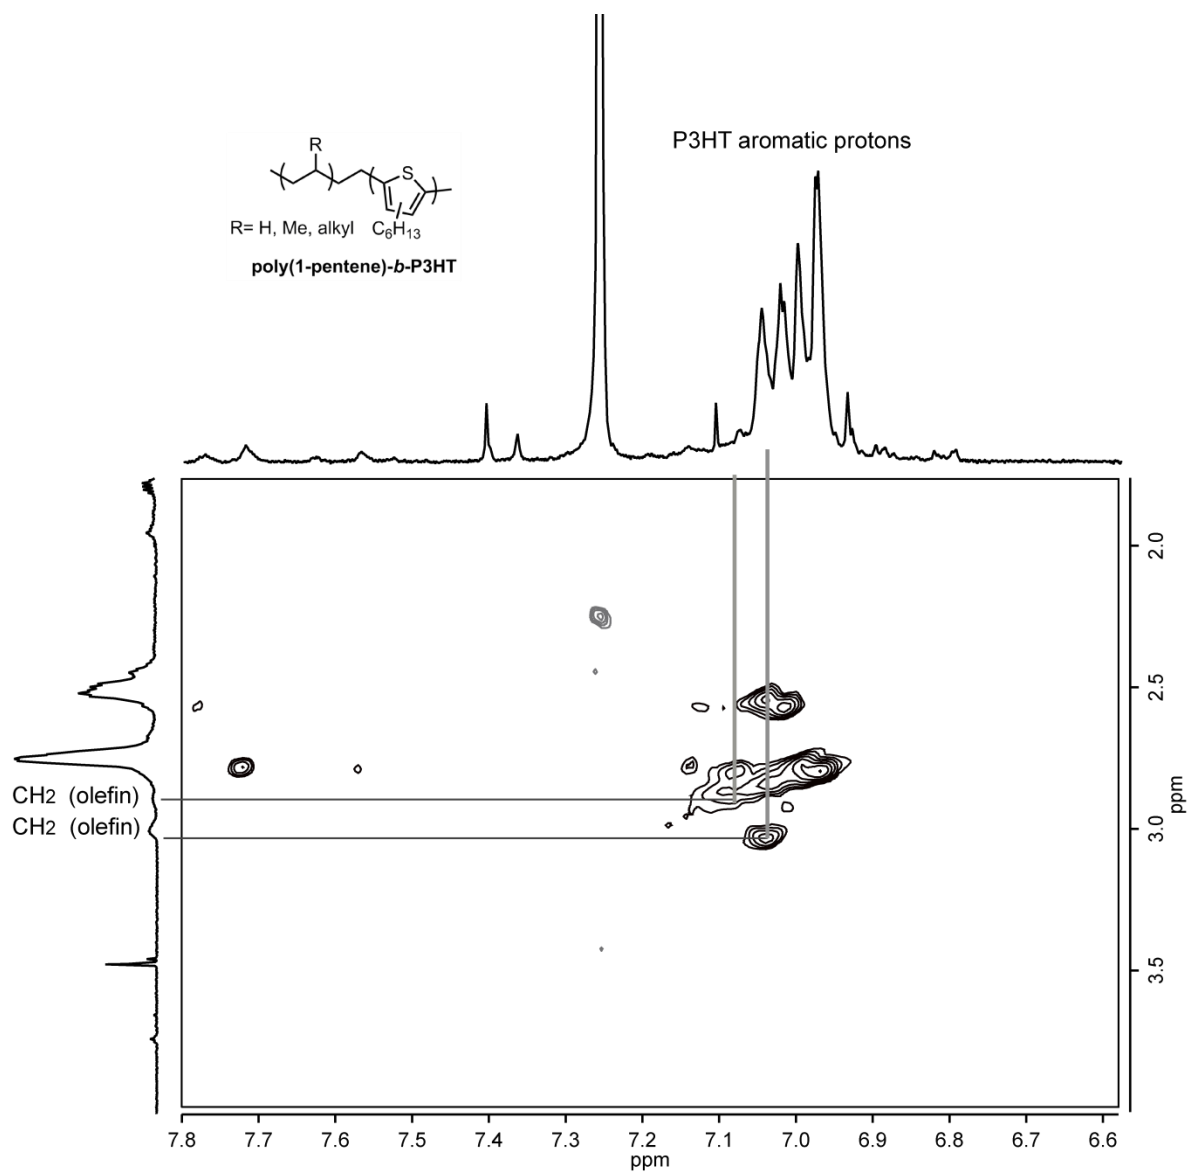 P3HT aromatic protons
R
S
R= H, Me, alkyl C6H13
poly(1-pentene)-b-P3HT
2.0
2.5
CH2 (olefin)
CH2 (olefin)
3.0
ppm
3.5
7.8 7.7 7.6 7.5 7.4 7.3 7.2 7.1 7.0 6.9 6.8 6.7 6.6
ppm